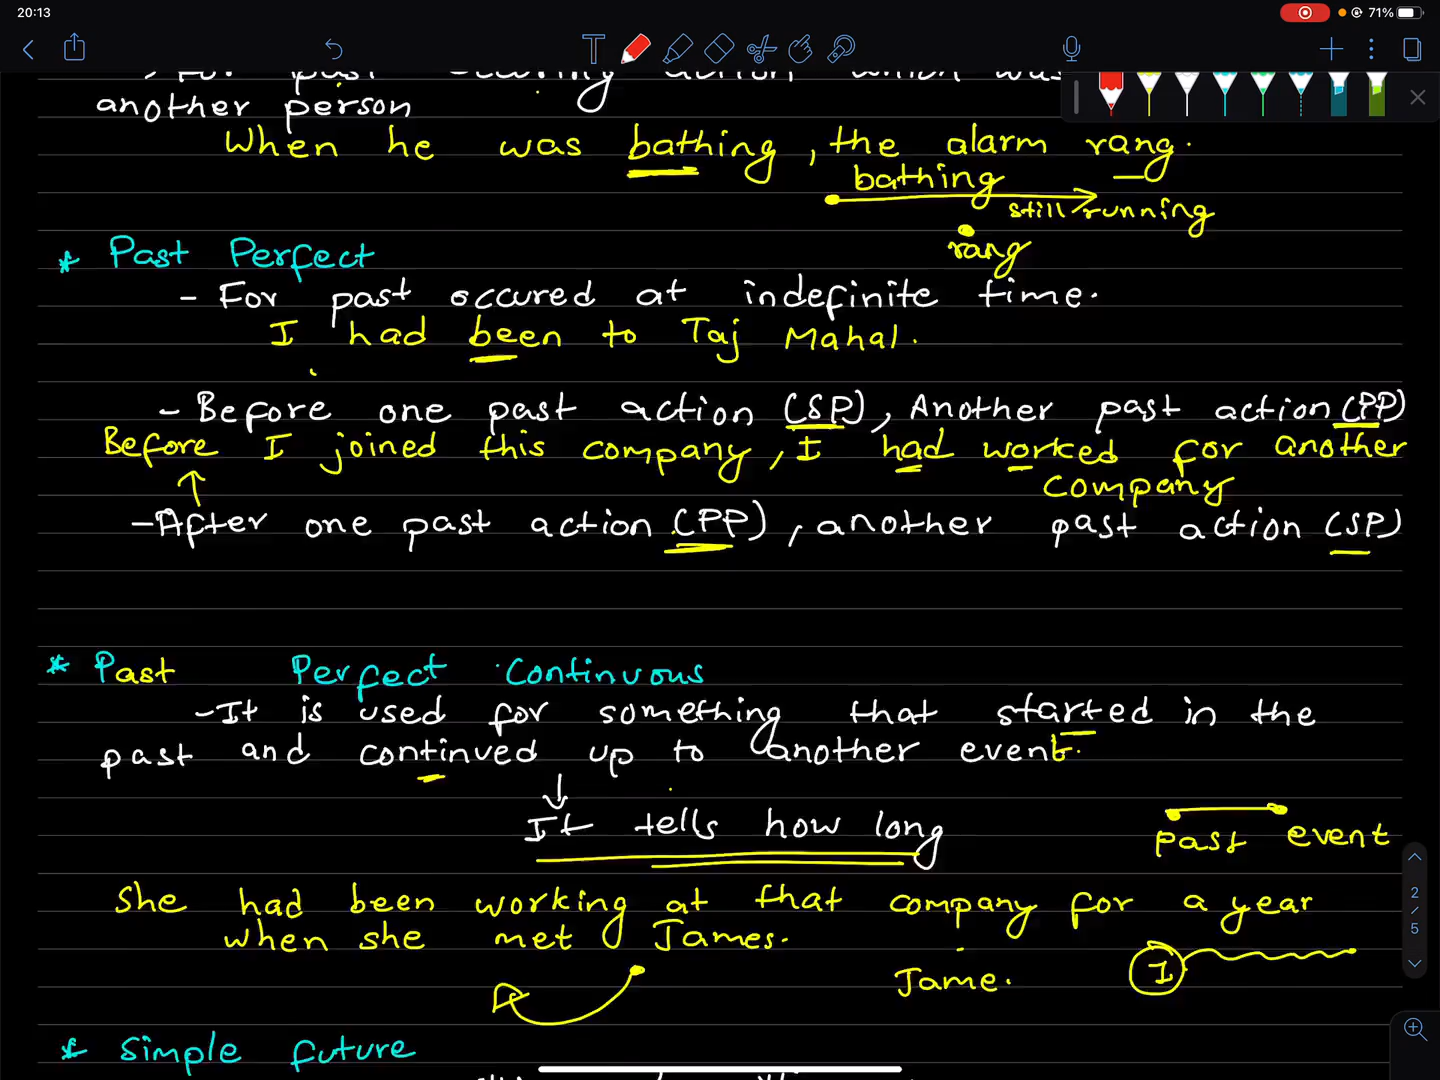 20:13
71%
T
For past action which was
another person
When he was bathing, the alarm rang.
bathing
still running
rang
* Past Perfect
- For past occured at indefinite time.
I had been to Taj Mahal.
- Before one past action (SP), Another past action (PP)
Before I joined this company, I had worked for another
company
- After one past action (PP), another past action (SP)
* Past Perfect Continuous
- It is used for something that started in the
past and continued up to another event.
It tells how long
past event
She had been working at that company for a year
when she met James.
I
Jame.
* Simple future
2 / 5